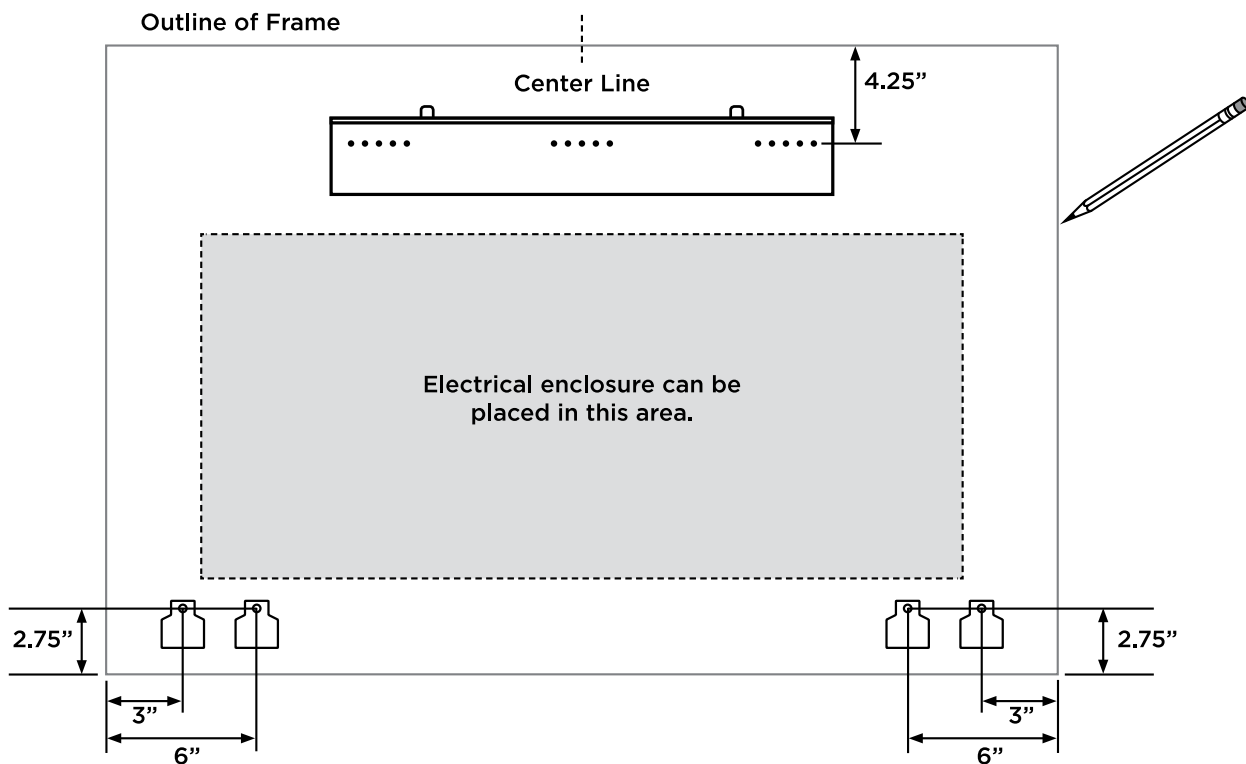 Outline of Frame
Center Line
4.25”
Electrical enclosure can be
placed in this area.
2.75”
2.75”
3”
3”
6”
6”